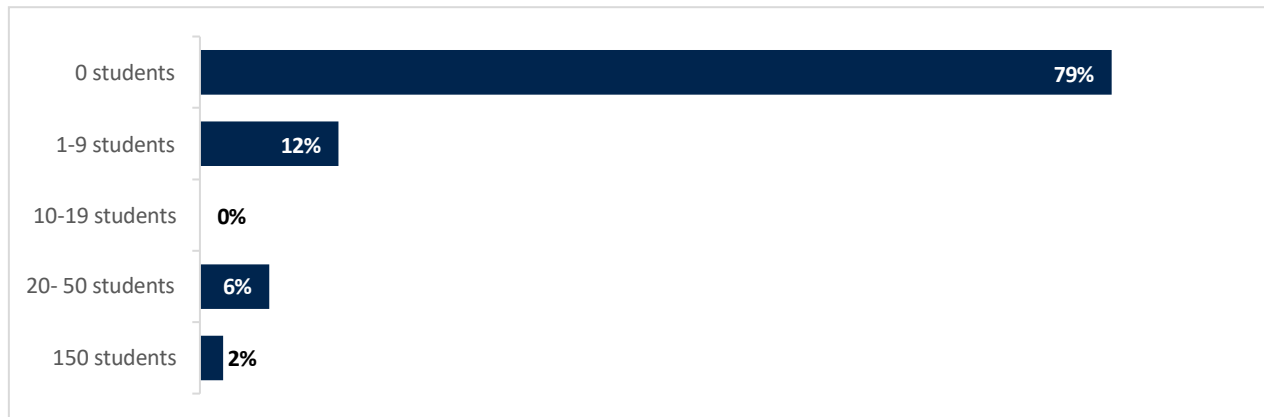 0 students 79%
1-9 students 12%
10-19 students 0%
20- 50 students 6%
150 students 2%